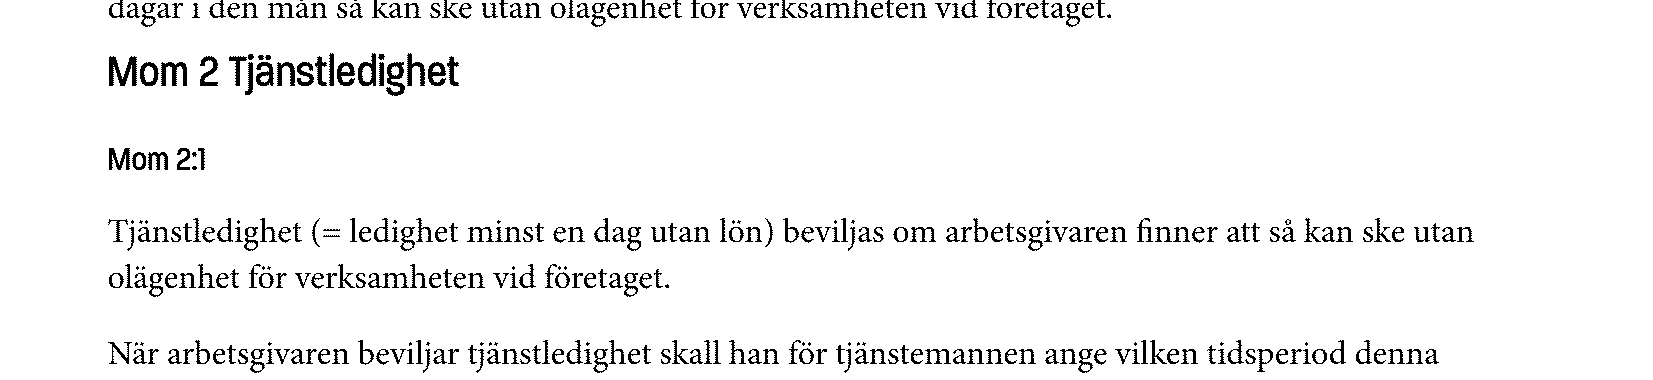 dagar i den mån så kan ske utan olägenhet för verksamheten vid företaget.
Mom 2 Tjänstledighet
Mom 2:1
Tjänstledighet (= ledighet minst en dag utan lön) beviljas om arbetsgivaren finner att så kan ske utan
olägenhet för verksamheten vid företaget.
När arbetsgivaren beviljar tjänstledighet skall han för tjänstemannen ange vilken tidsperiod denna